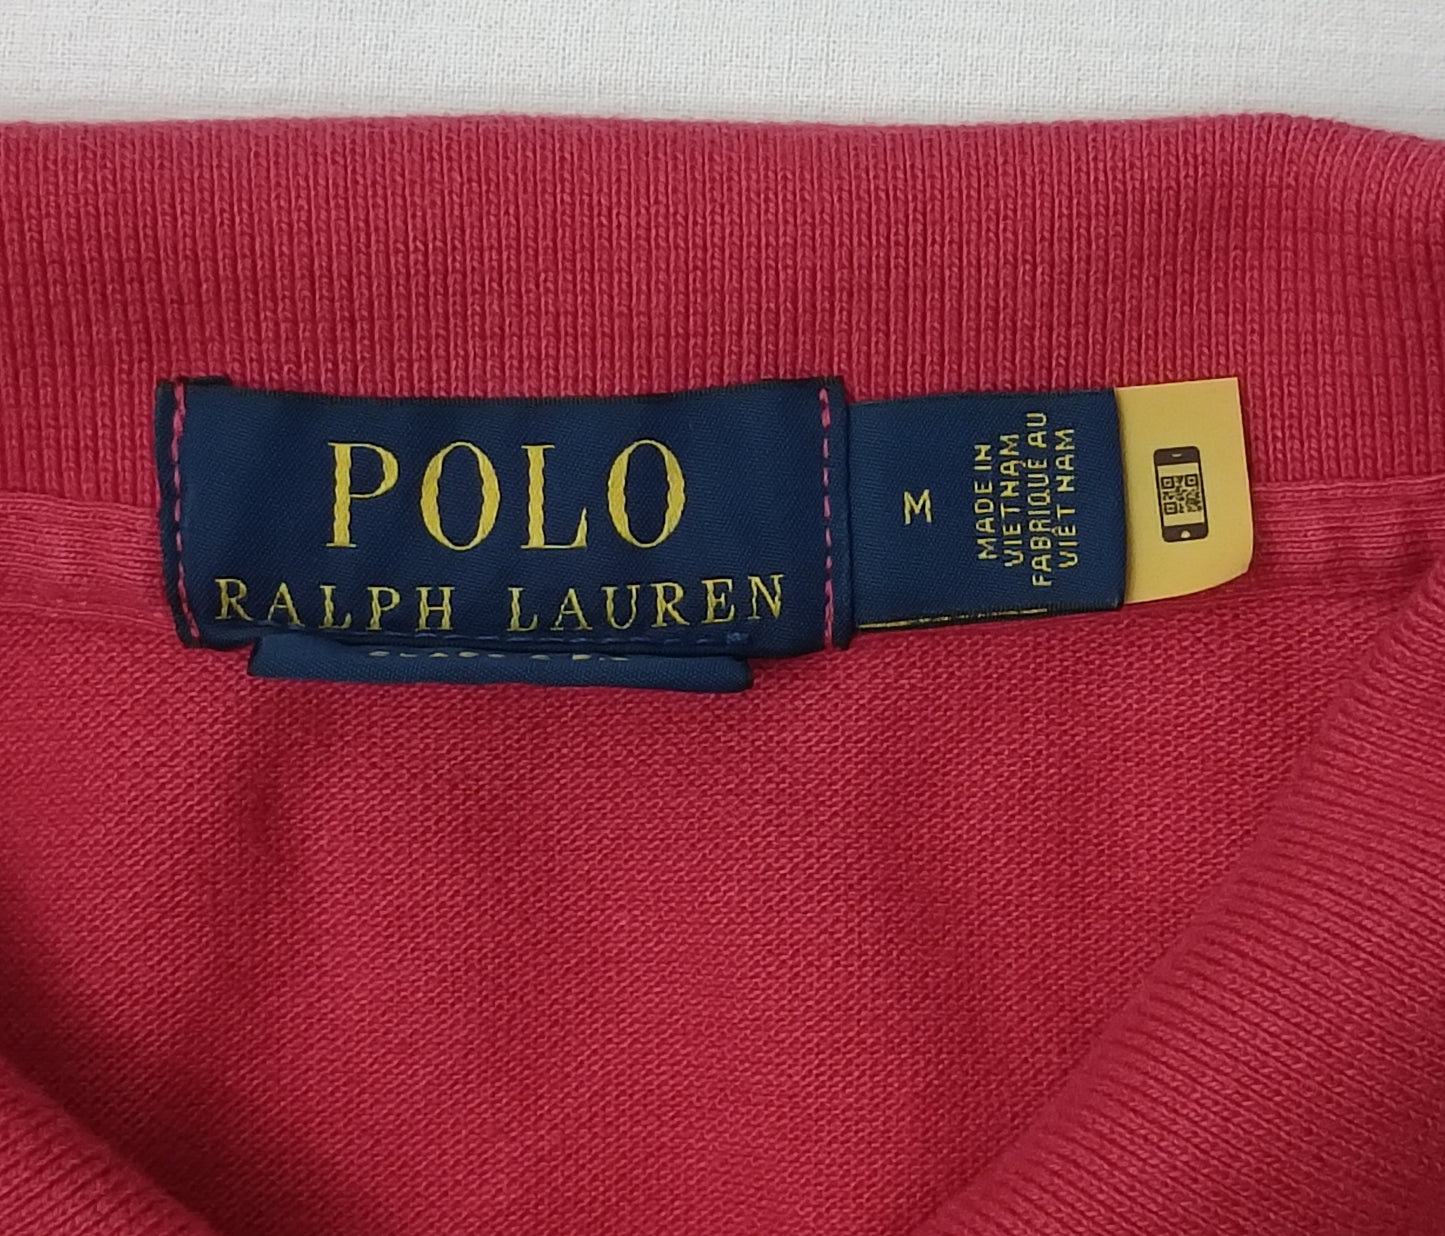 POLO
RALPH LAUREN
M
MADE IN
VIETNAM
FABRIQUÉ AU
VIÊT NAM